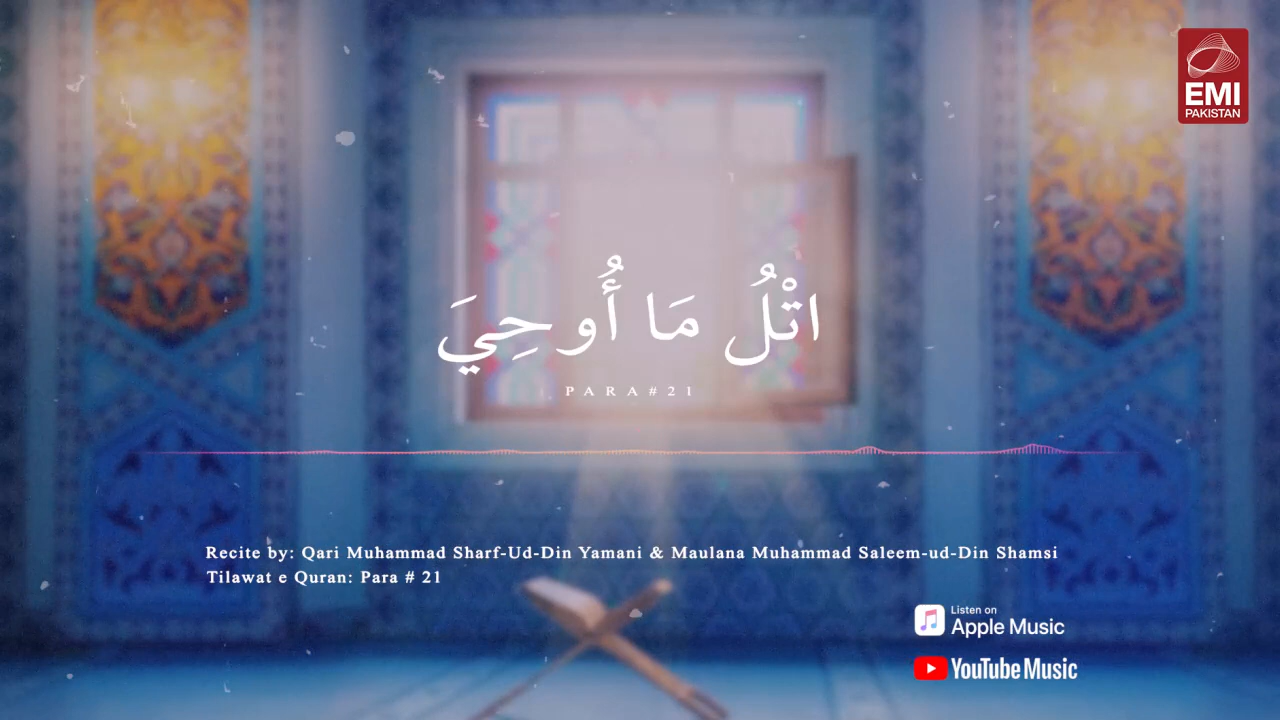 EMI
PAKISTAN
اتْلُ مَا أُوحِيَ
PARA#21
Recite by: Qari Muhammad Sharf-Ud-Din Yamani & Maulana Muhammad Saleem-ud-Din Shamsi
Tilawat e Quran: Para # 21
Listen on
Apple Music
YouTube Music